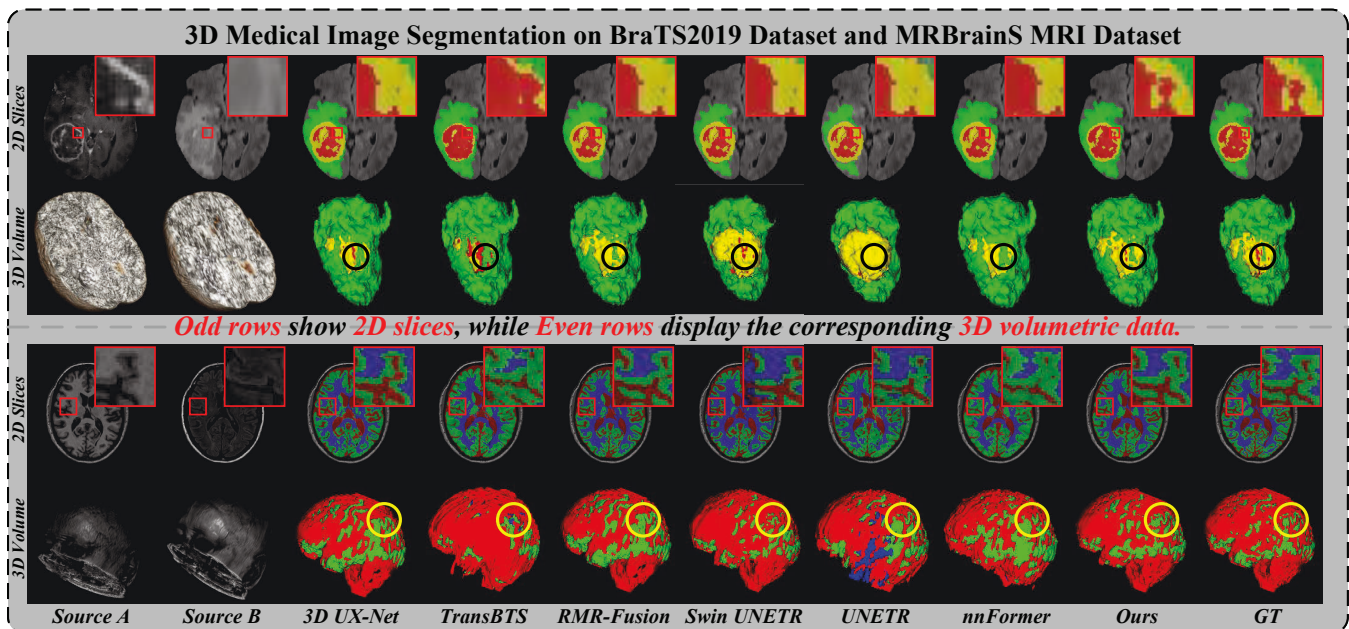 3D Medical Image Segmentation on BraTS2019 Dataset and MRBrainS MRI Dataset
2D Slices
3D Volume
Odd rows show 2D slices, while Even rows display the corresponding 3D volumetric data.
2D Slices
3D Volume
Source A Source B 3D UX-Net TransBTS RMR-Fusion Swin UNETR UNETR nnFormer Ours GT